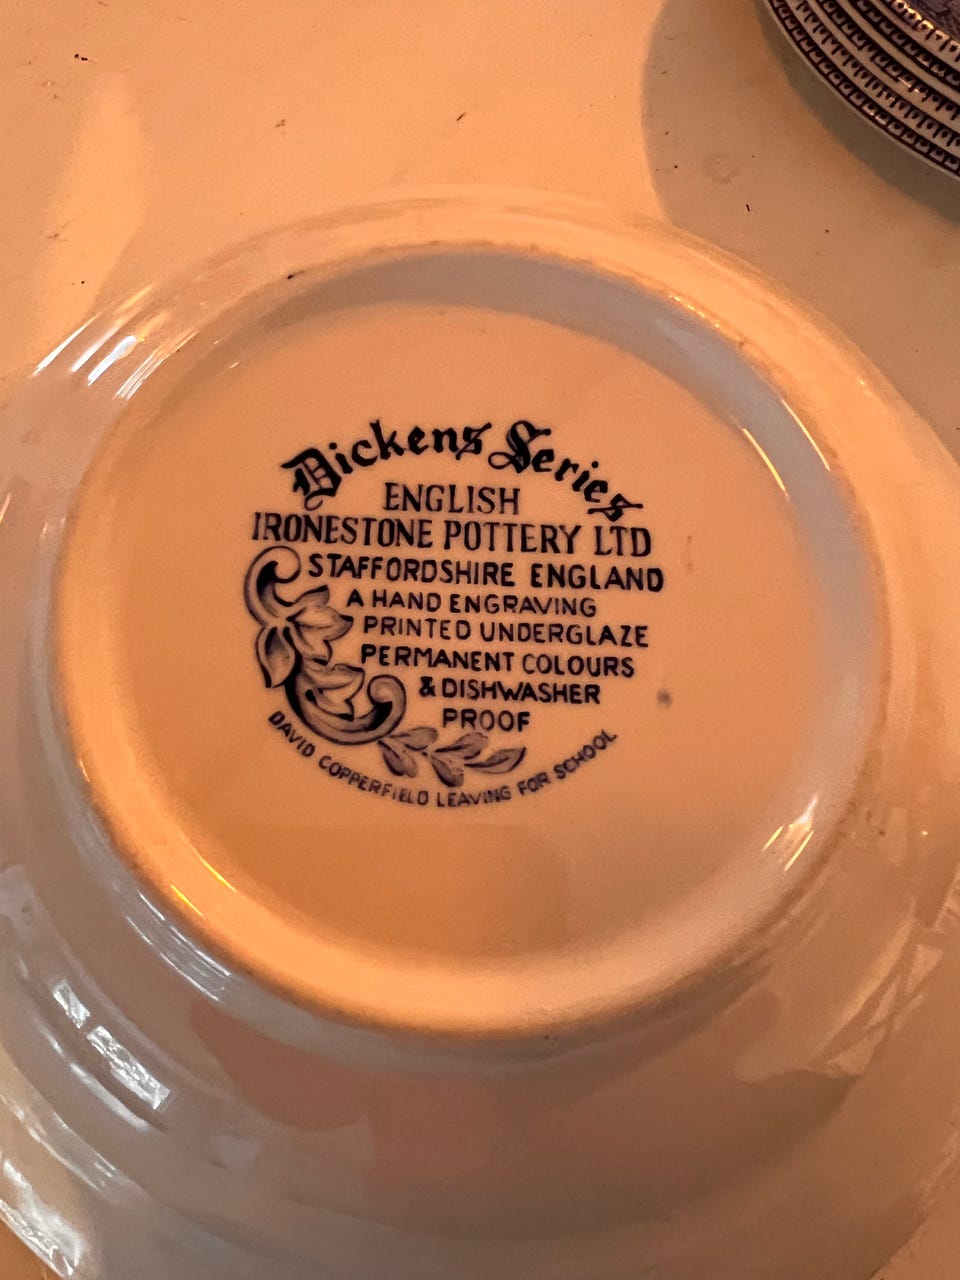 Dickens Series
ENGLISH
IRONESTONE POTTERY LTD
STAFFORDSHIRE ENGLAND
A HAND ENGRAVING
PRINTED UNDERGLAZE
PERMANENT COLOURS
& DISHWASHER
PROOF
DAVID COPPERFIELD LEAVING FOR SCHOOL